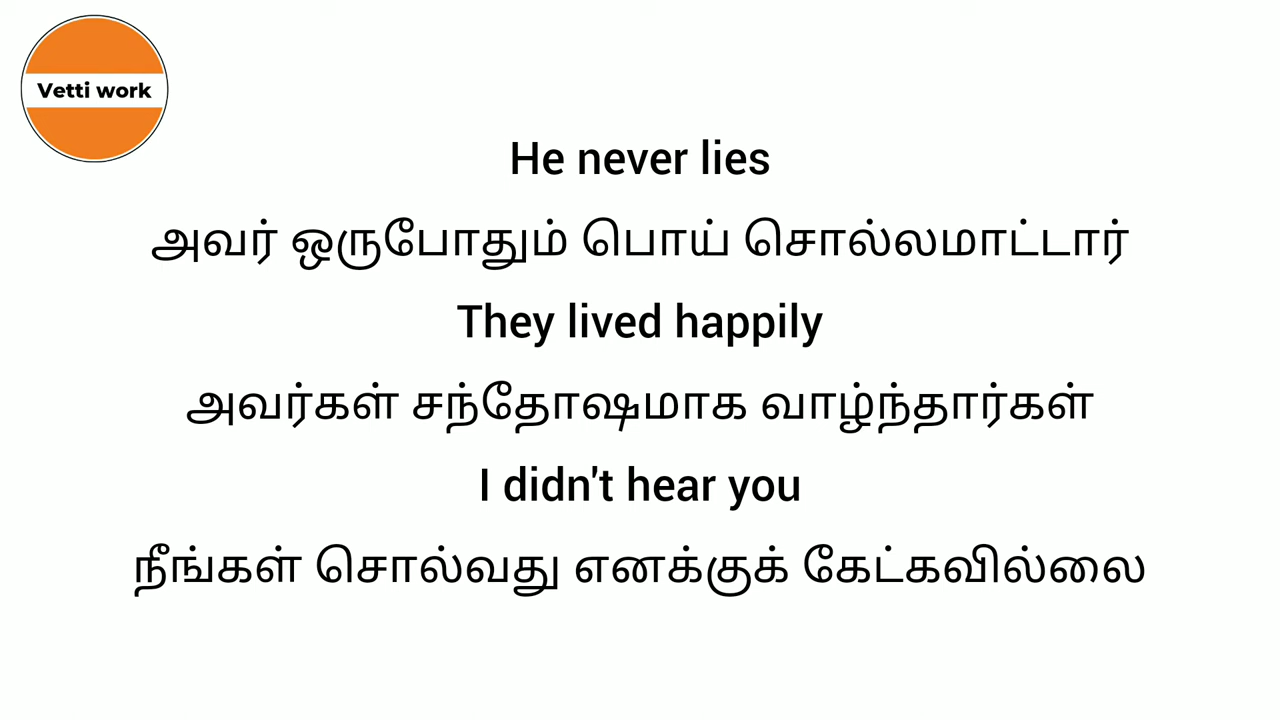 Vetti work
He never lies
அவர் ஒருபோதும் பொய் சொல்லமாட்டார்
They lived happily
அவர்கள் சந்தோஷமாக வாழ்ந்தார்கள்
I didn't hear you
நீங்கள் சொல்வது எனக்குக் கேட்கவில்லை